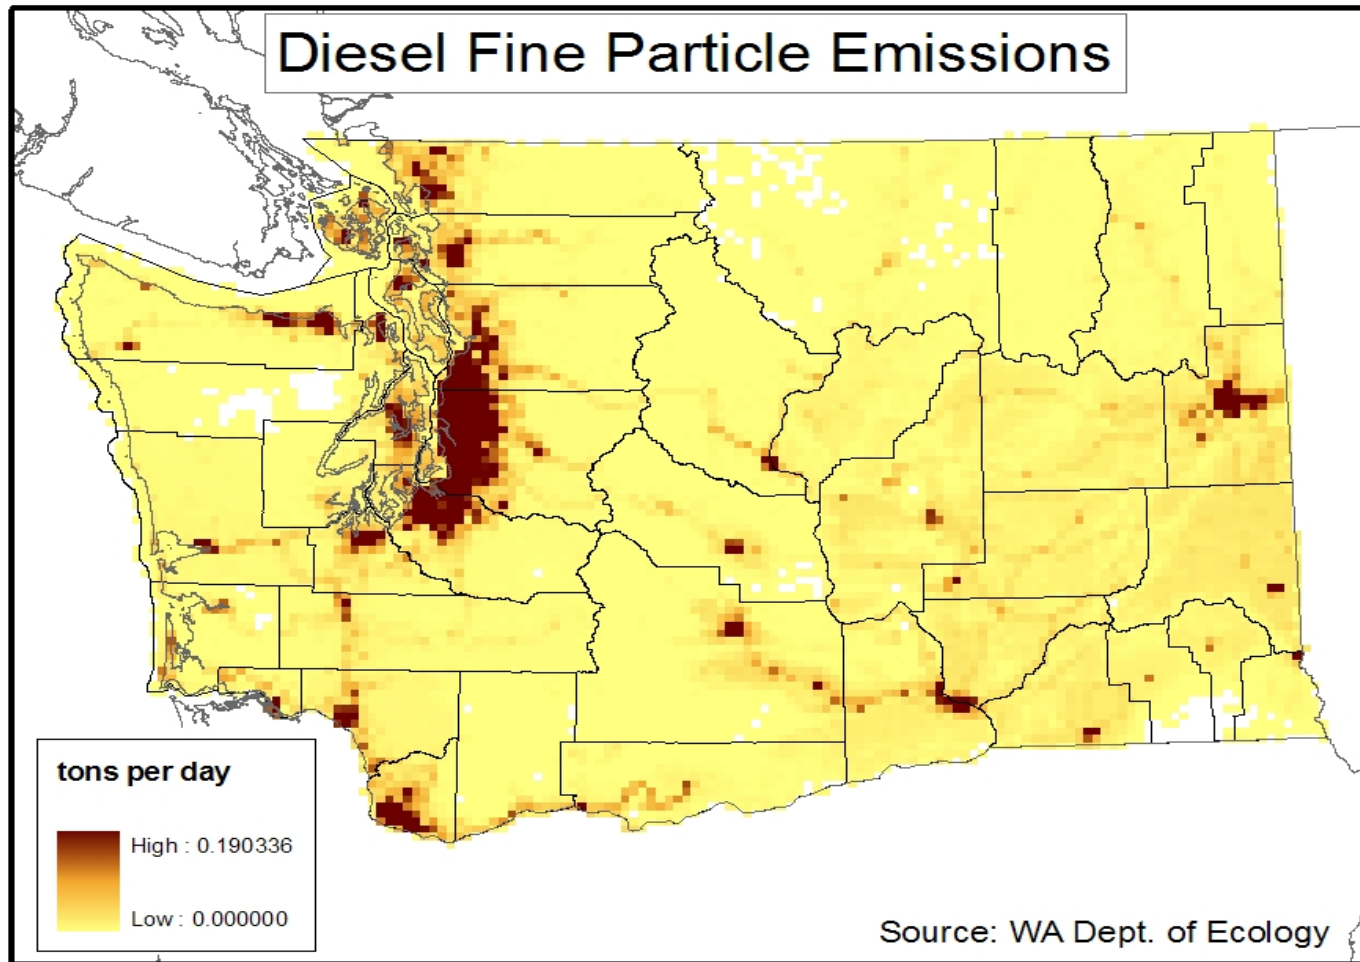 Diesel Fine Particle Emissions
tons per day
High : 0.190336
Low : 0.000000
Source: WA Dept. of Ecology